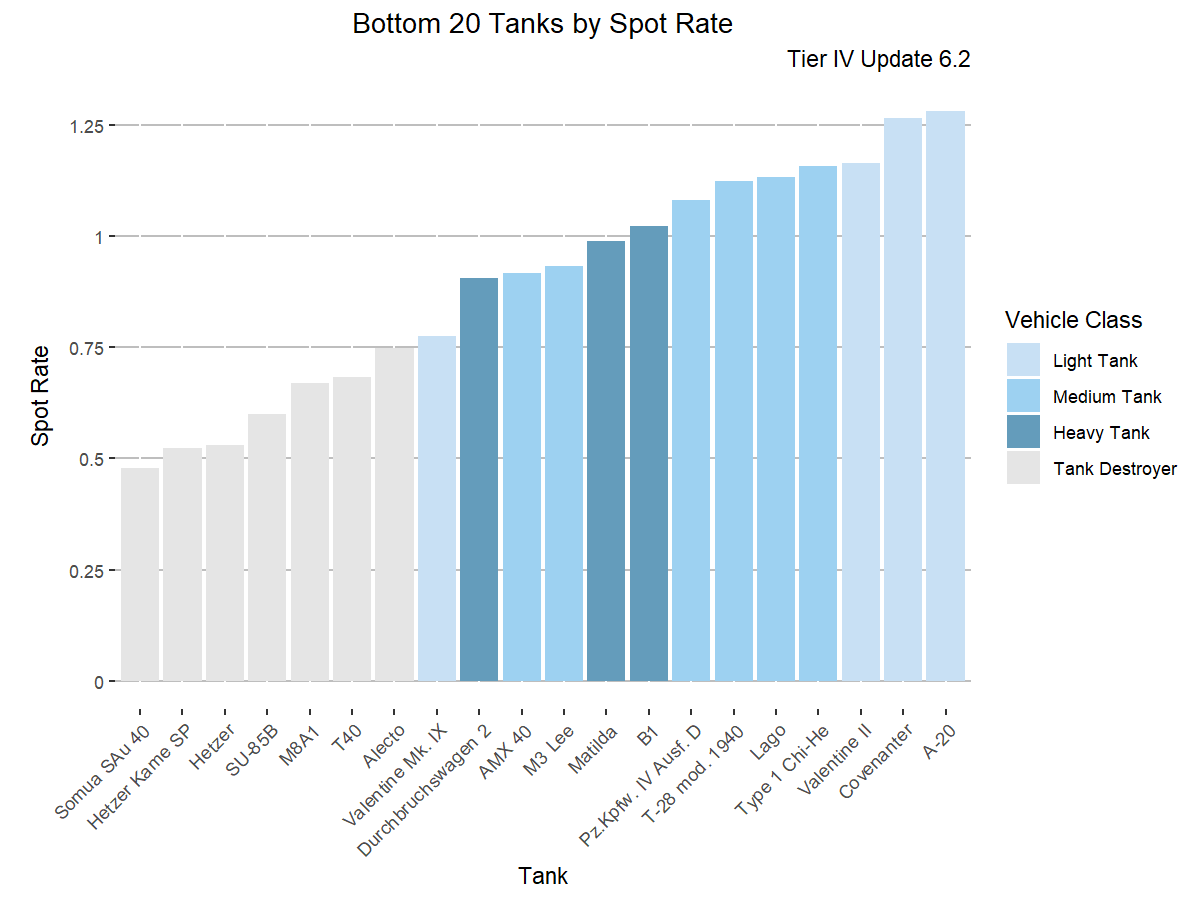 Bottom 20 Tanks by Spot Rate
Tier IV Update 6.2
Spot Rate
1.25
1
0.75
0.5
0.25
0
Somua SAu 40
Hetzer Kame SP
Hetzer
SU-85B
M8A1
T40
Alecto
Valentine Mk. IX
Durchbruchswagen 2
AMX 40
M3 Lee
Matilda
B1
Pz.Kpfw. IV Ausf. D
T-28 mod. 1940
Lago
Type 1 Chi-He
Valentine II
Covenanter
A-20
Tank
Vehicle Class
Light Tank
Medium Tank
Heavy Tank
Tank Destroyer